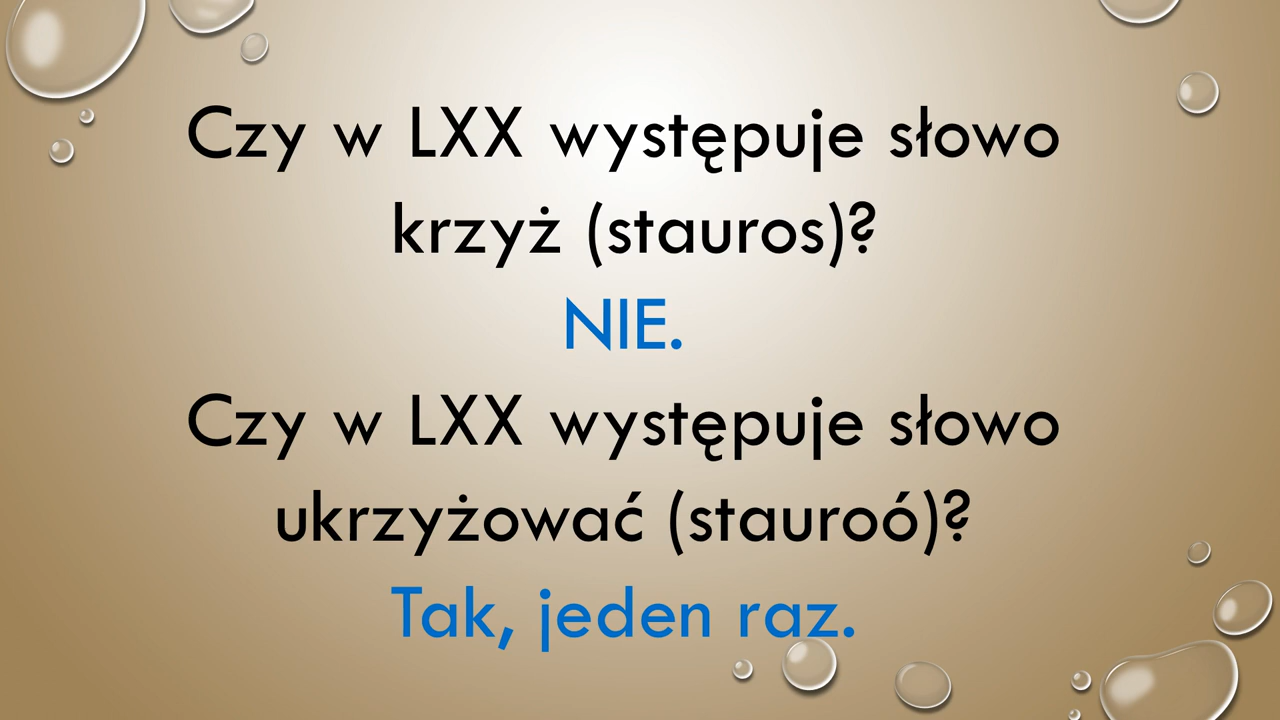 Czy w LXX występuje słowo
krzyż (stauros)?
NIE.
Czy w LXX występuje słowo
ukrzyżować (stauroó)?
Tak, jeden raz.